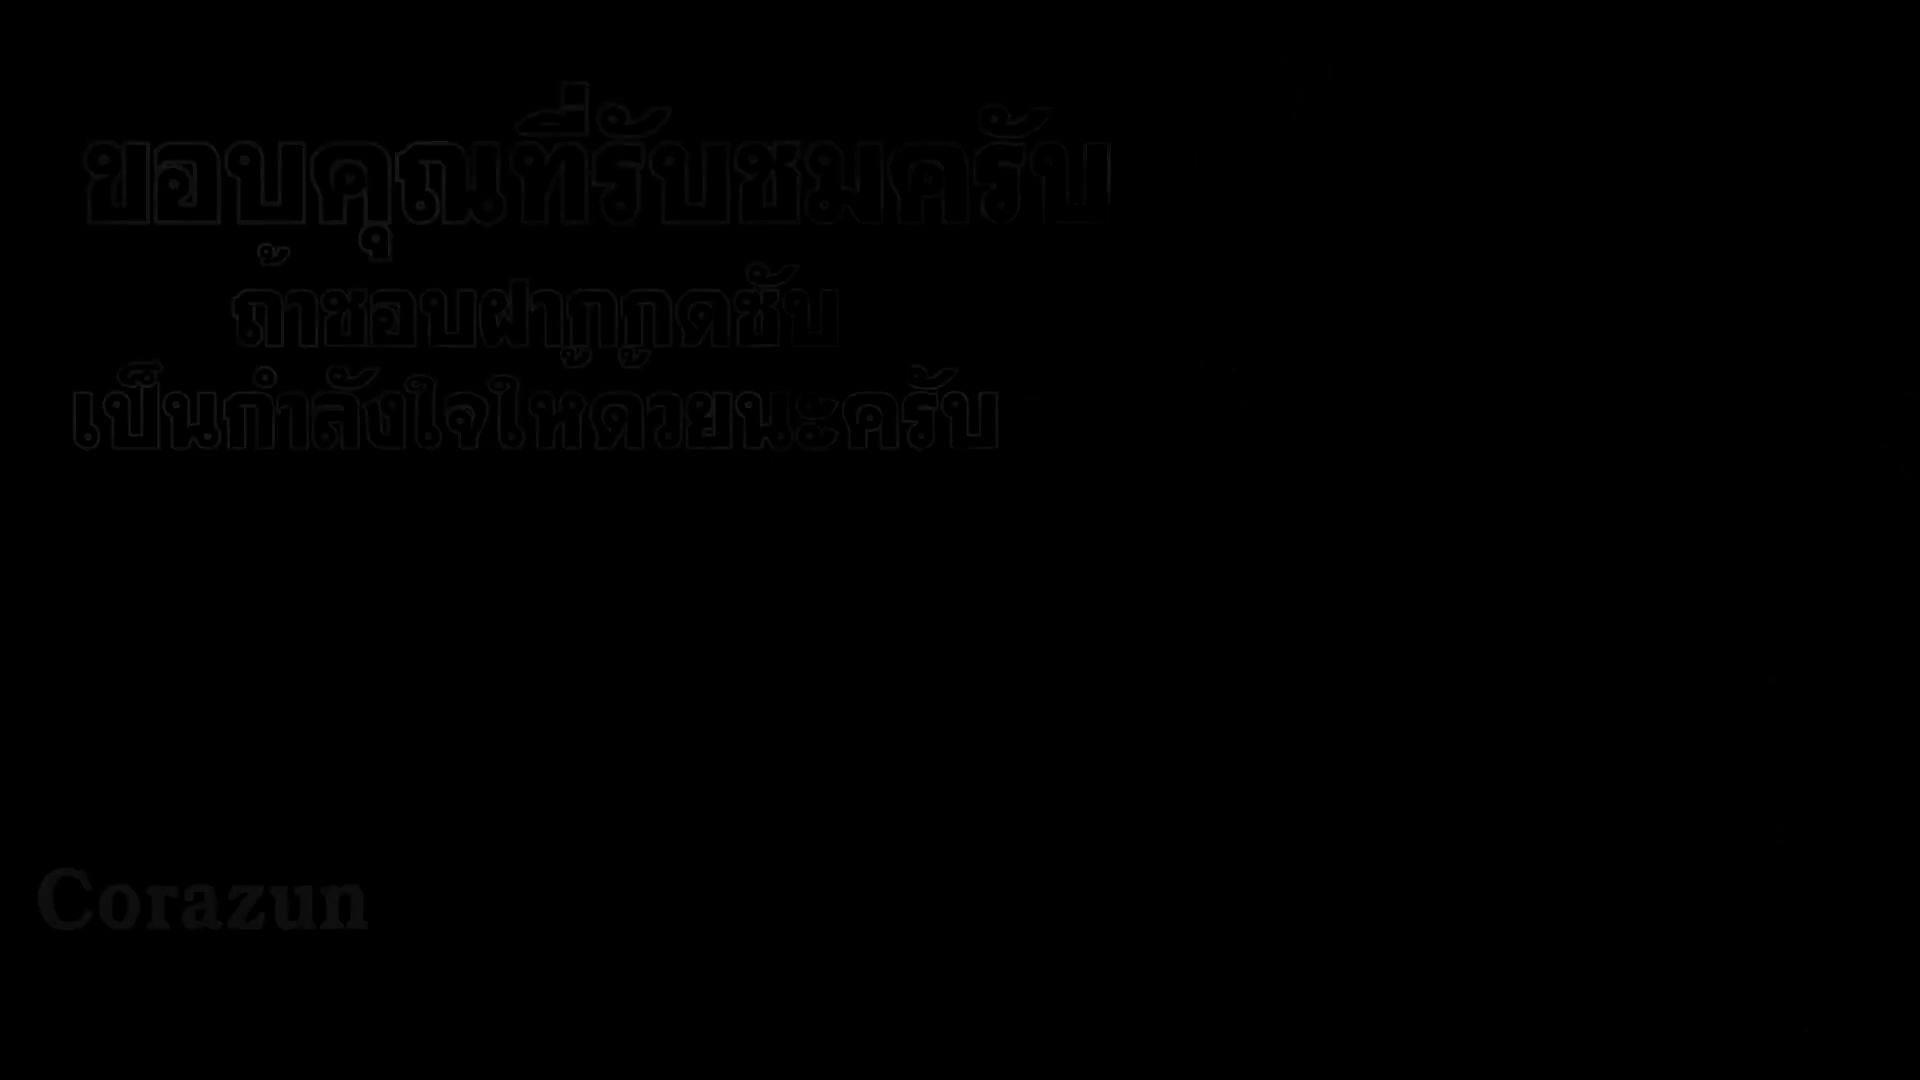 ขอบคุณที่รับชมครับ
ถ้าชอบฝากกดซับ
เป็นกำลังใจให้ด้วยนะครับ
Corazun